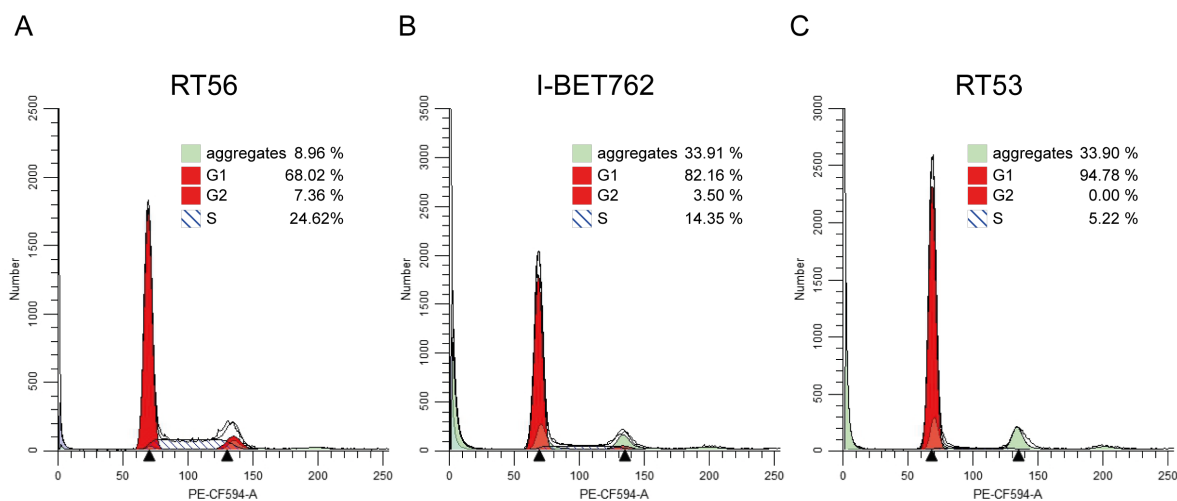 A
RT56
aggregates 8.96 %
G1 68.02 %
G2 7.36 %
S 24.62%
Number
0
500
1000
1500
2000
2500
0 50 100 150 200 250
PE-CF594-A
B
I-BET762
aggregates 33.91 %
G1 82.16 %
G2 3.50 %
S 14.35 %
Number
0
500
1000
1500
2000
2500
3000
3500
0 50 100 150 200 250
PE-CF594-A
C
RT53
aggregates 33.90 %
G1 94.78 %
G2 0.00 %
S 5.22 %
Number
0
500
1000
1500
2000
2500
3000
0 50 100 150 200 250
PE-CF594-A